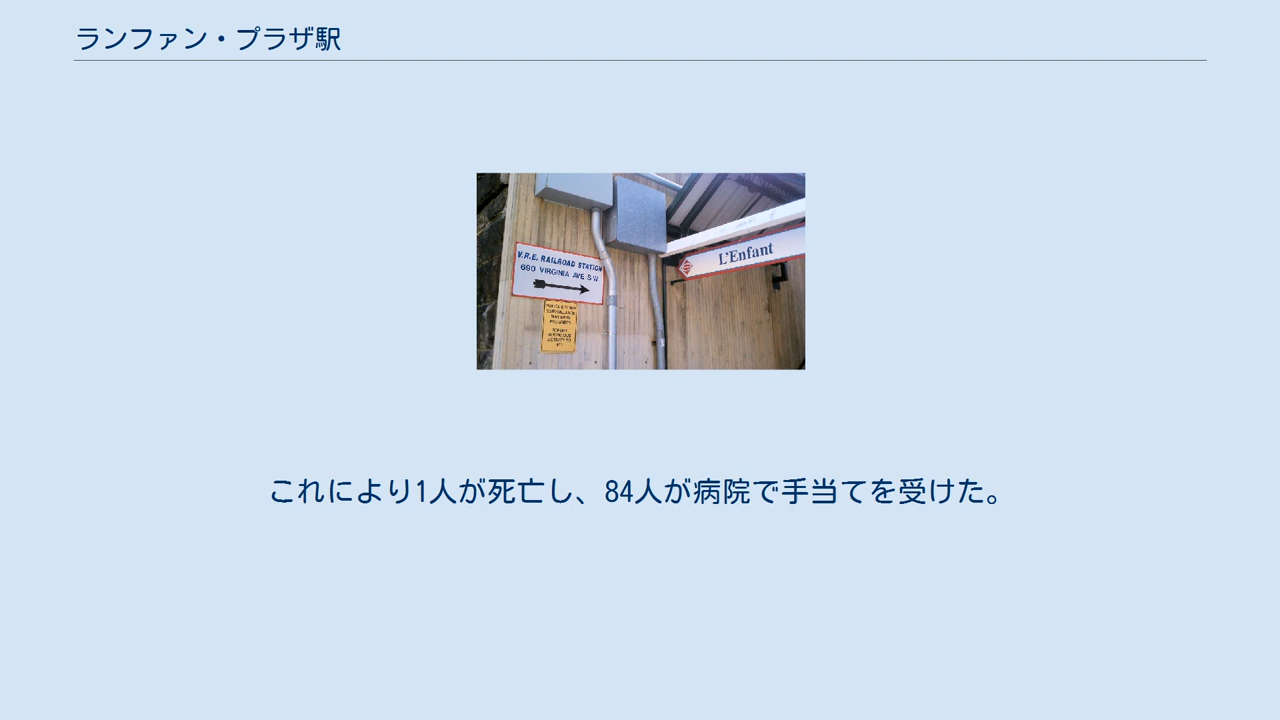 ランファン・プラザ駅
V.R.E. RAILROAD STATION
690 VIRGINIA AVE S W
L'Enfant
これにより1人が死亡し、84人が病院で手当てを受けた。